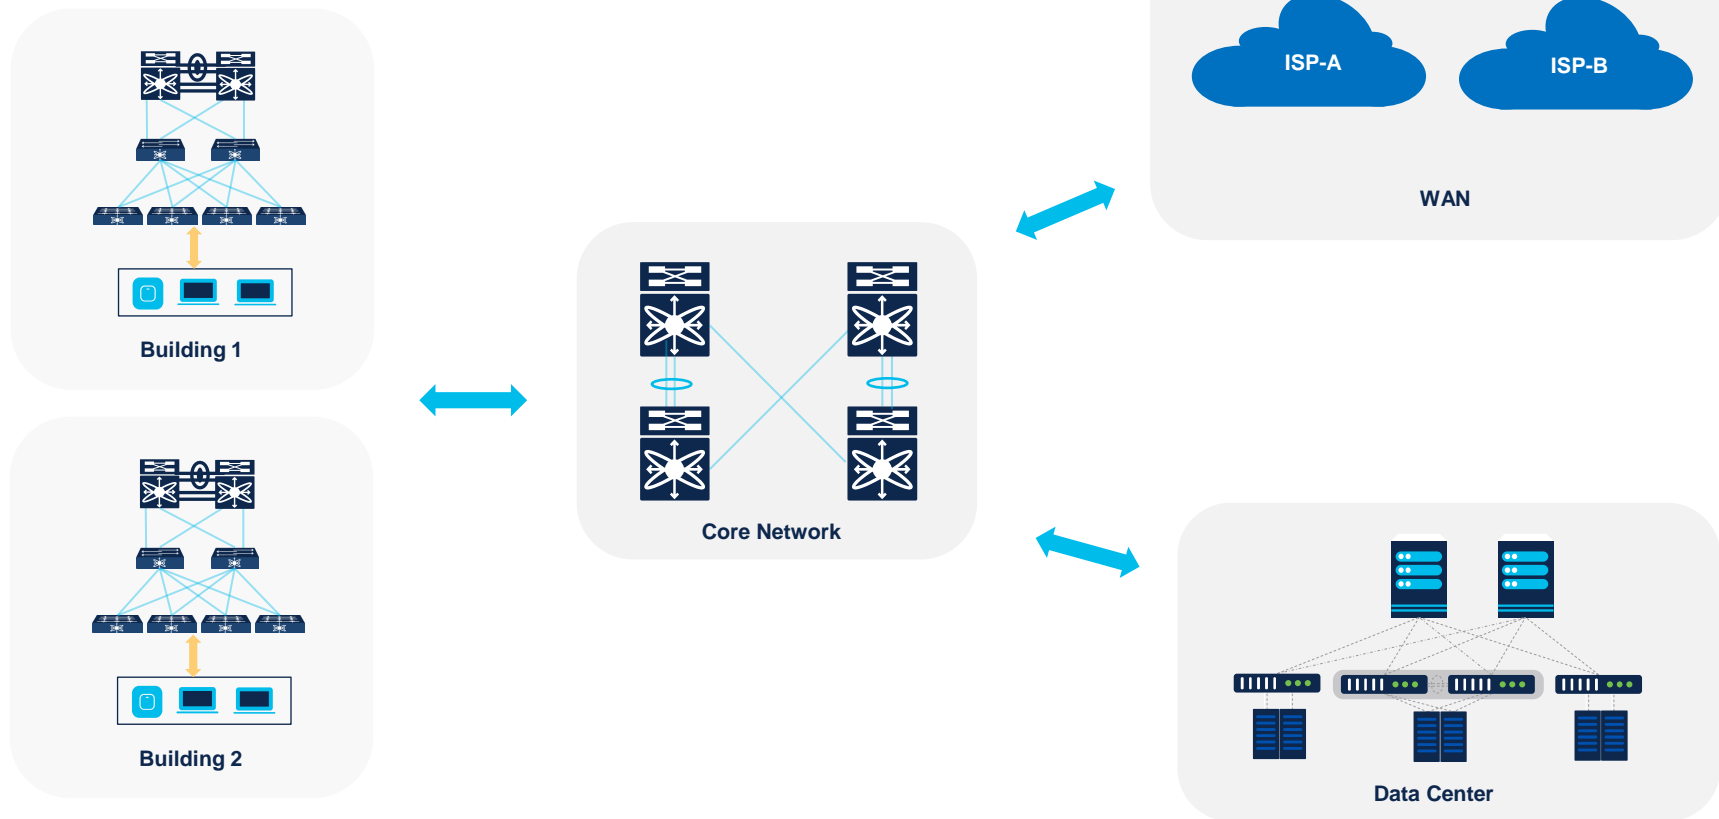 ISP-A
ISP-B
WAN
Building 1
Core Network
Building 2
Data Center